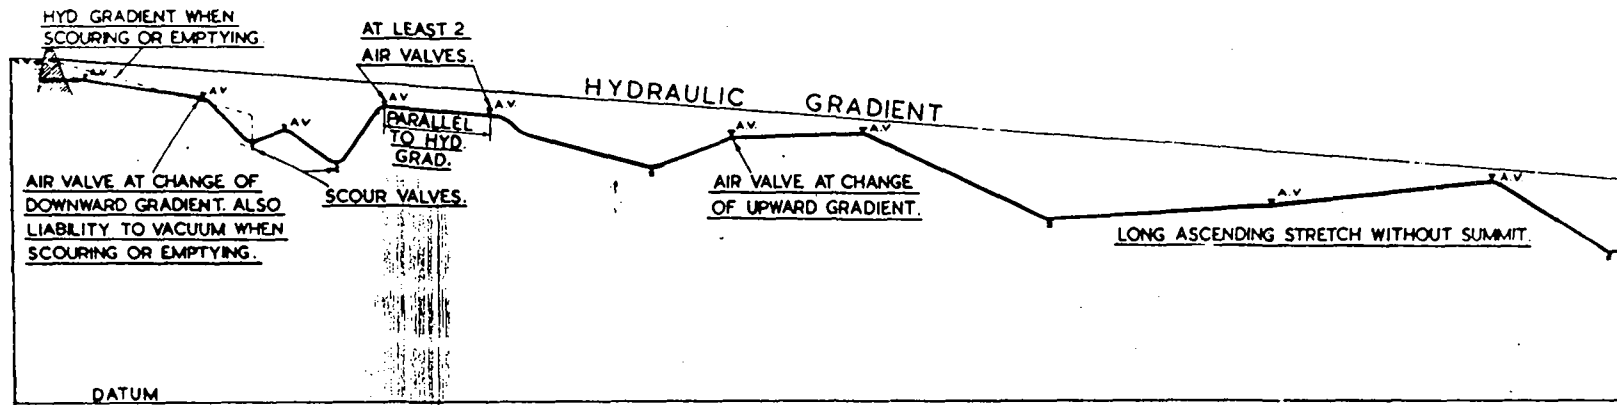 HYD GRADIENT WHEN
SCOURING OR EMPTYING.
AT LEAST 2
AIR VALVES.
HYDRAULIC GRADIENT
A.V
A.V
A.V
A.V
A.V.
A.V.
A.V
A.V
A.V
PARALLEL
TO HYD.
GRAD.
AIR VALVE AT CHANGE OF
DOWNWARD GRADIENT. ALSO
LIABILITY TO VACUUM WHEN
SCOURING OR EMPTYING.
SCOUR VALVES.
AIR VALVE AT CHANGE
OF UPWARD GRADIENT.
LONG ASCENDING STRETCH WITHOUT SUMMIT.
DATUM